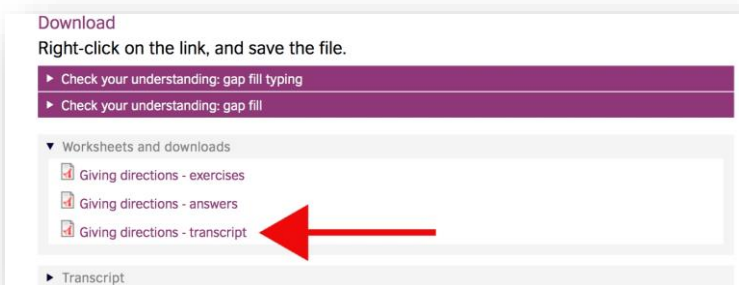 Download
Right-click on the link, and save the file.
Check your understanding: gap fill typing
Check your understanding: gap fill
Worksheets and downloads
Giving directions - exercises
Giving directions - answers
Giving directions - transcript
Transcript